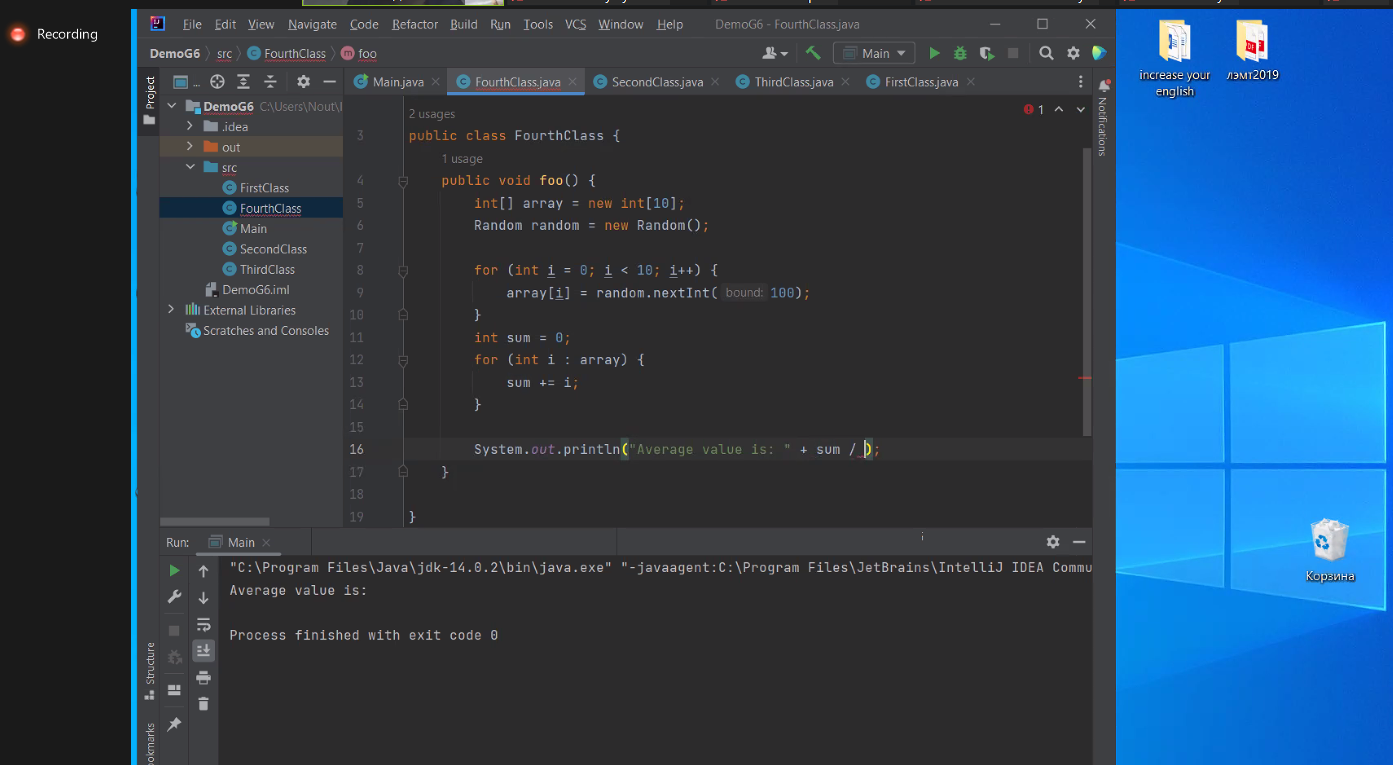 Recording
File Edit View Navigate Code Refactor Build Run Tools VCS Window Help DemoG6 - FourthClass.java
DemoG6 src FourthClass foo Main
Project ... Main.java FourthClass.java SecondClass.java ThirdClass.java FirstClass.java
DemoG6 C:\Users\Nout\
.idea
out
src
FirstClass
FourthClass
Main
SecondClass
ThirdClass
DemoG6.iml
External Libraries
Scratches and Consoles
2 usages
1
3 public class FourthClass {
1 usage
4 public void foo() {
5 int[] array = new int[10];
6 Random random = new Random();
7
8 for (int i = 0; i < 10; i++) {
9 array[i] = random.nextInt( bound: 100);
10 }
11 int sum = 0;
12 for (int i : array) {
13 sum += i;
14 }
15
16 System.out.println("Average value is: " + sum / );
17 }
18
19 }
Notifications
Run: Main
"C:\Program Files\Java\jdk-14.0.2\bin\java.exe" "-javaagent:C:\Program Files\JetBrains\IntelliJ IDEA Commu
Average value is:
Process finished with exit code 0
Structure
ookmarks
increase your
english
лэмт2019
Корзина